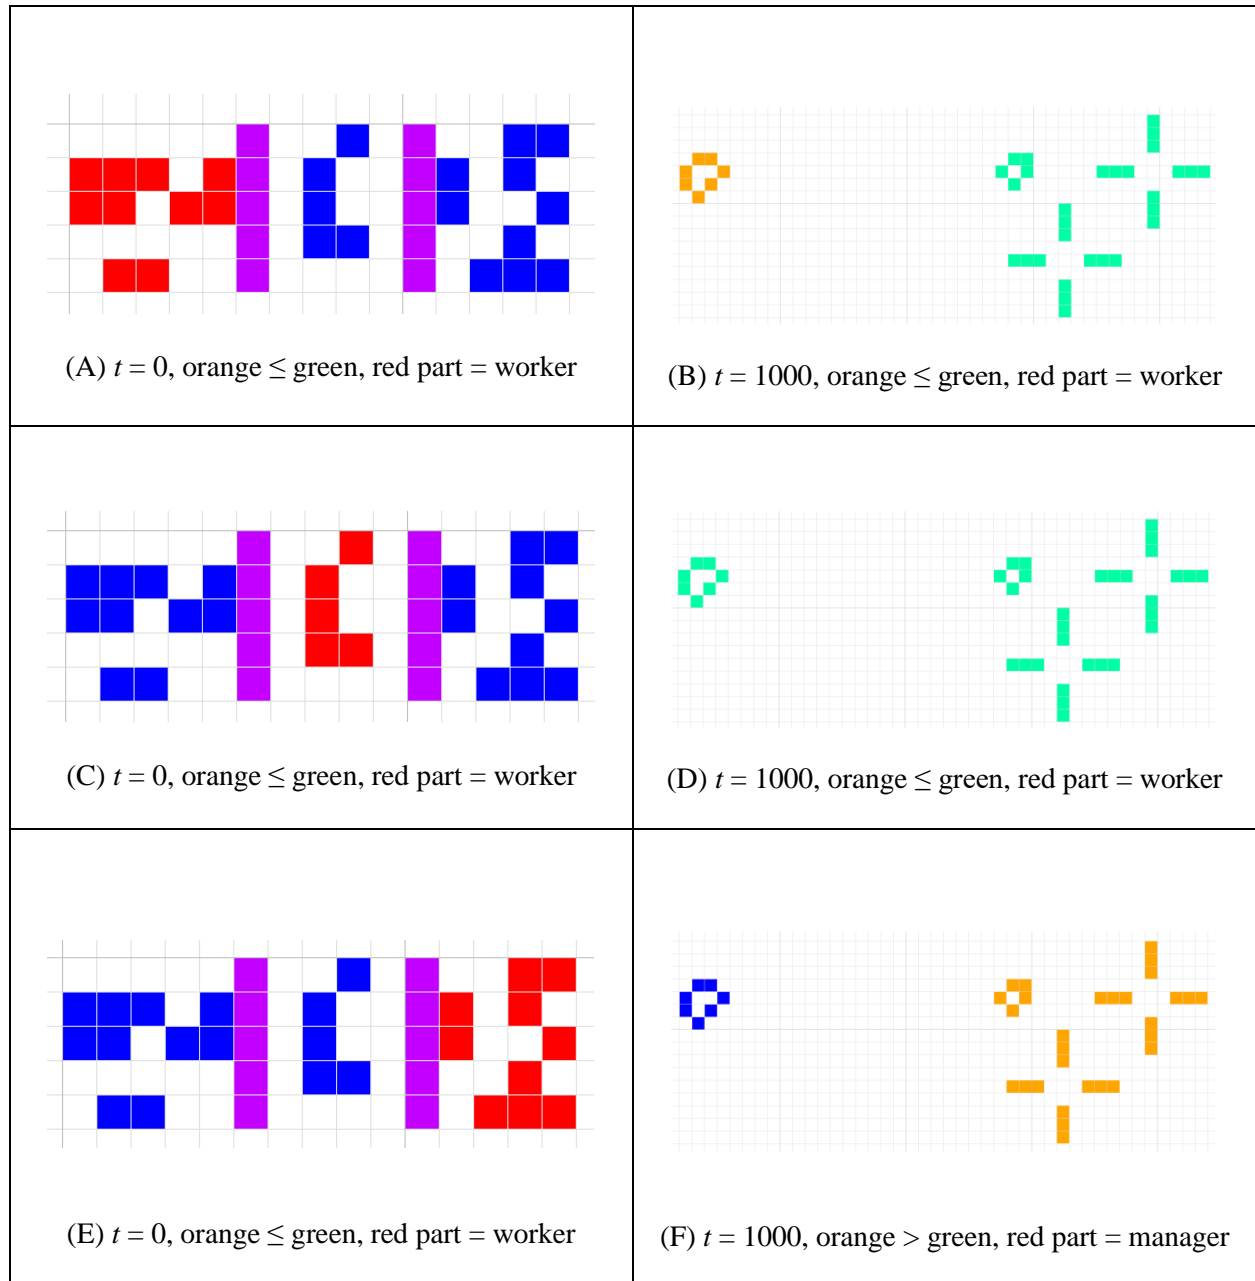 (A) t = 0, orange ≤ green, red part = worker
(B) t = 1000, orange ≤ green, red part = worker
(C) t = 0, orange ≤ green, red part = worker
(D) t = 1000, orange ≤ green, red part = worker
(E) t = 0, orange ≤ green, red part = worker
(F) t = 1000, orange > green, red part = manager